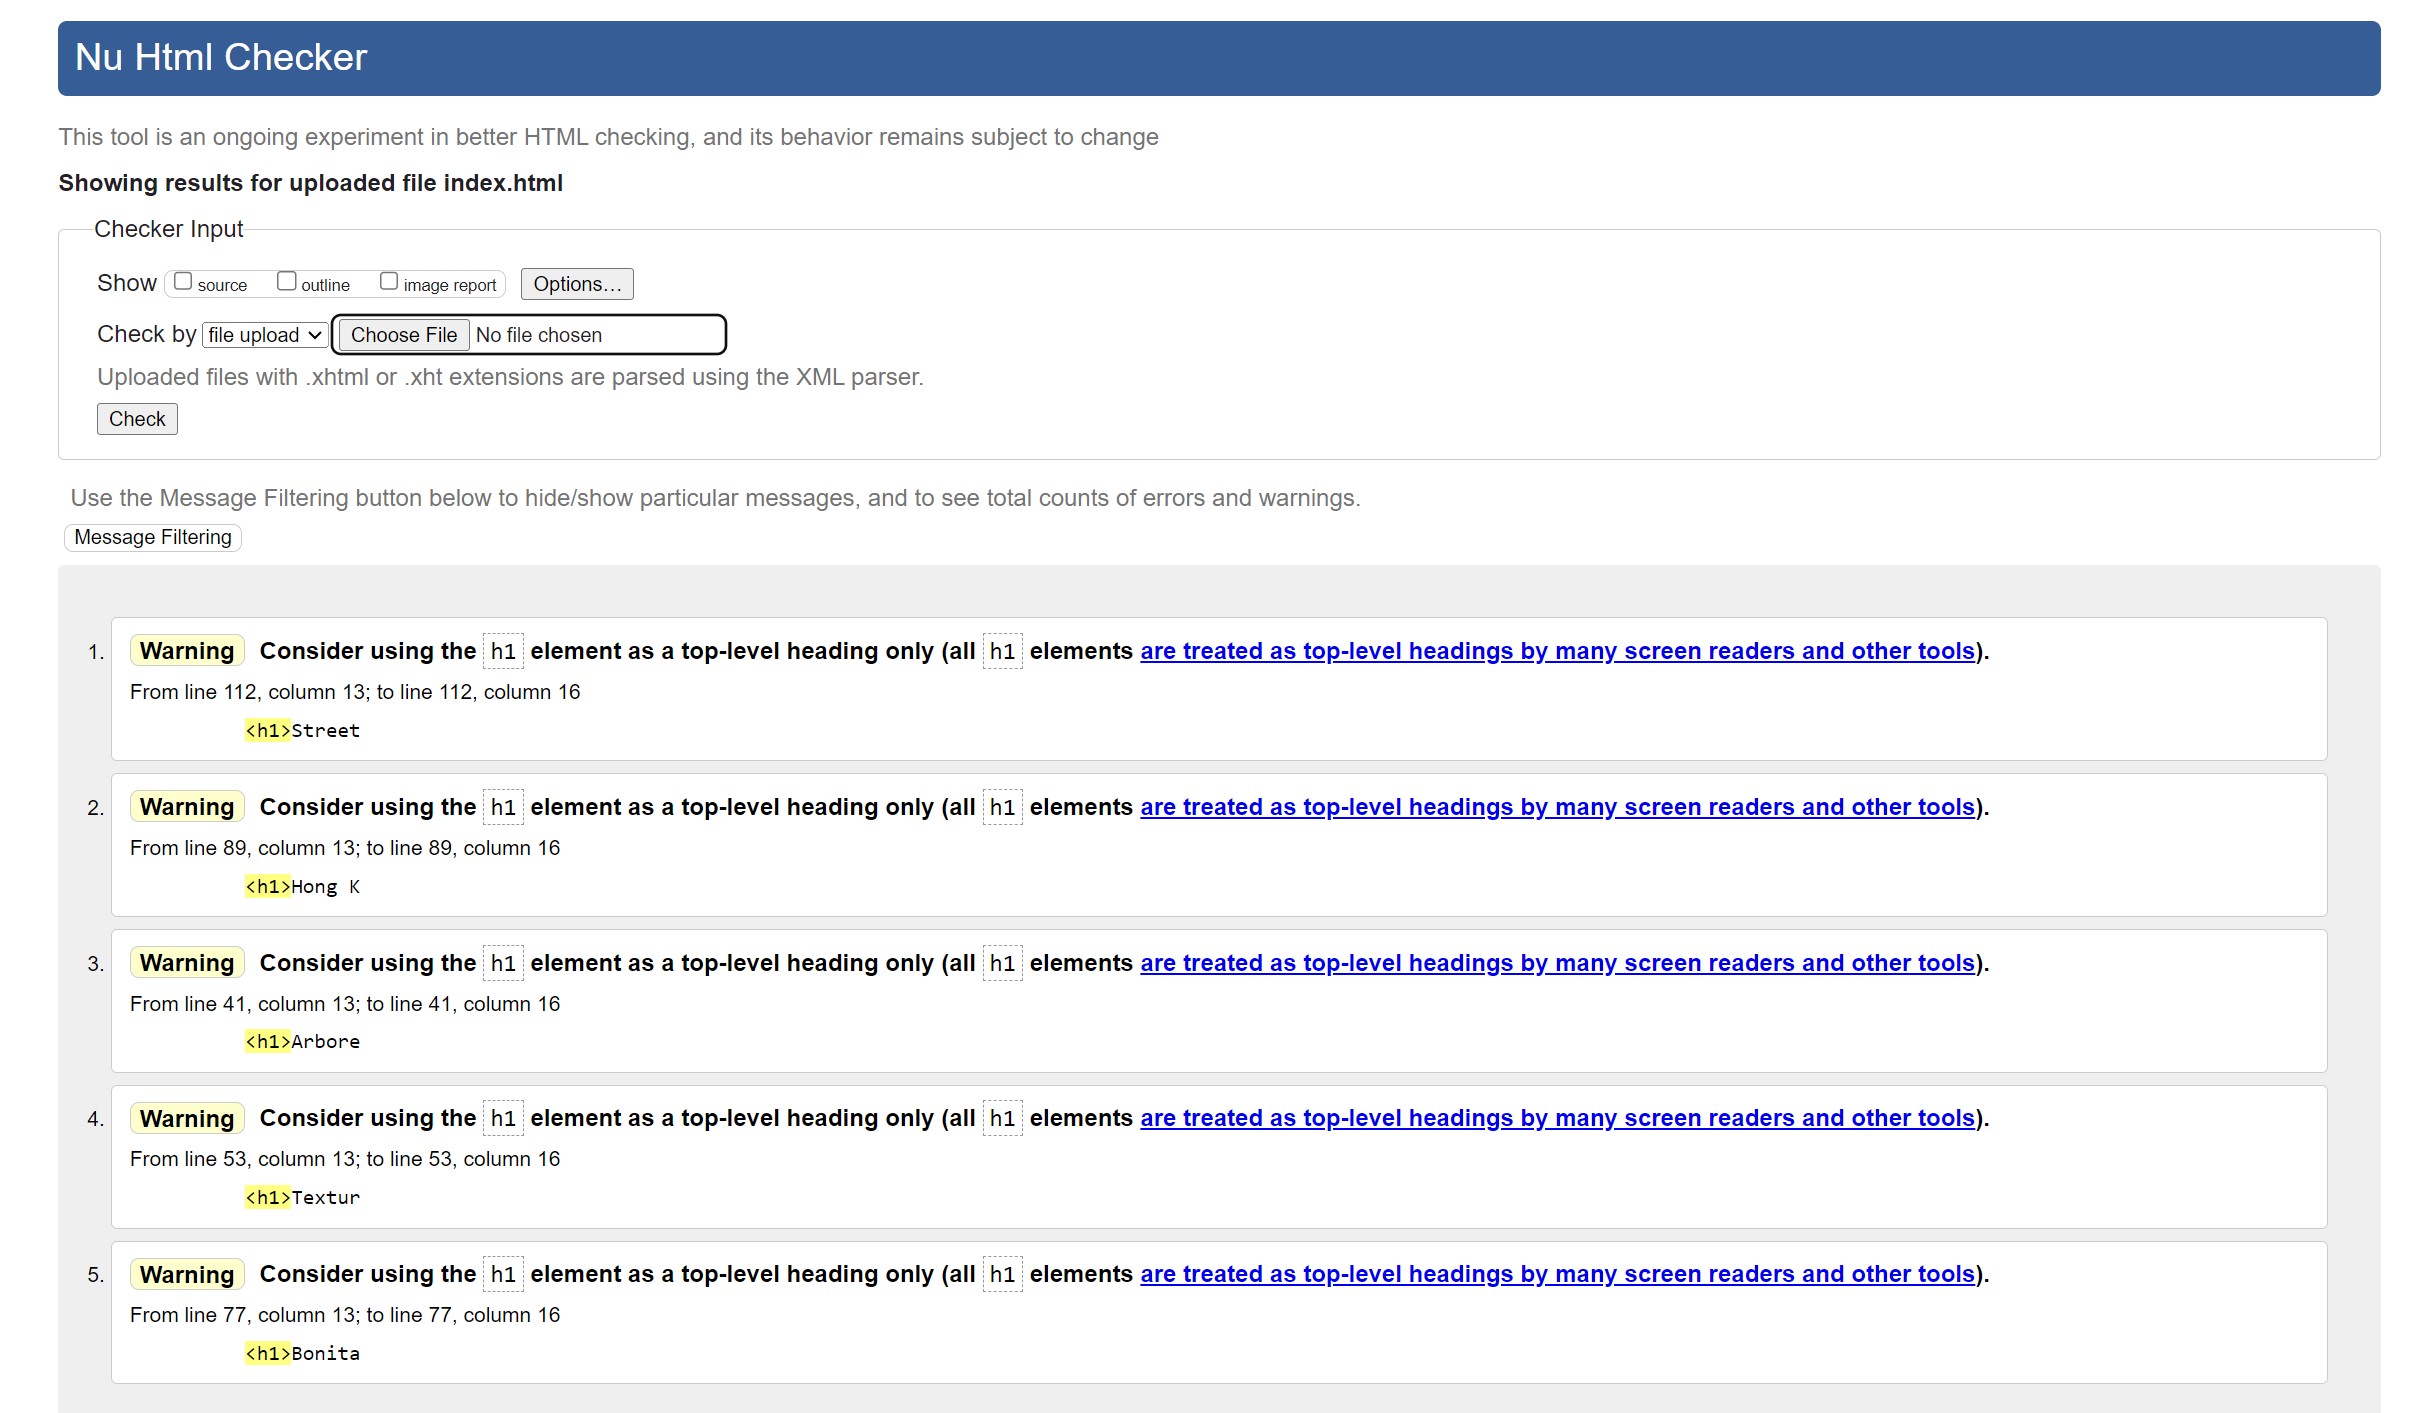 Nu Html Checker
This tool is an ongoing experiment in better HTML checking, and its behavior remains subject to change
Showing results for uploaded file index.html
Checker Input
Show source outline image report Options...
Check by file upload Choose File No file chosen
Uploaded files with .xhtml or .xht extensions are parsed using the XML parser.
Check
Use the Message Filtering button below to hide/show particular messages, and to see total counts of errors and warnings.
Message Filtering
1. Warning Consider using the h1 element as a top-level heading only (all h1 elements are treated as top-level headings by many screen readers and other tools).
From line 112, column 13; to line 112, column 16
<h1>Street
2. Warning Consider using the h1 element as a top-level heading only (all h1 elements are treated as top-level headings by many screen readers and other tools).
From line 89, column 13; to line 89, column 16
<h1>Hong K
3. Warning Consider using the h1 element as a top-level heading only (all h1 elements are treated as top-level headings by many screen readers and other tools).
From line 41, column 13; to line 41, column 16
<h1>Arbore
4. Warning Consider using the h1 element as a top-level heading only (all h1 elements are treated as top-level headings by many screen readers and other tools).
From line 53, column 13; to line 53, column 16
<h1>Textur
5. Warning Consider using the h1 element as a top-level heading only (all h1 elements are treated as top-level headings by many screen readers and other tools).
From line 77, column 13; to line 77, column 16
<h1>Bonita